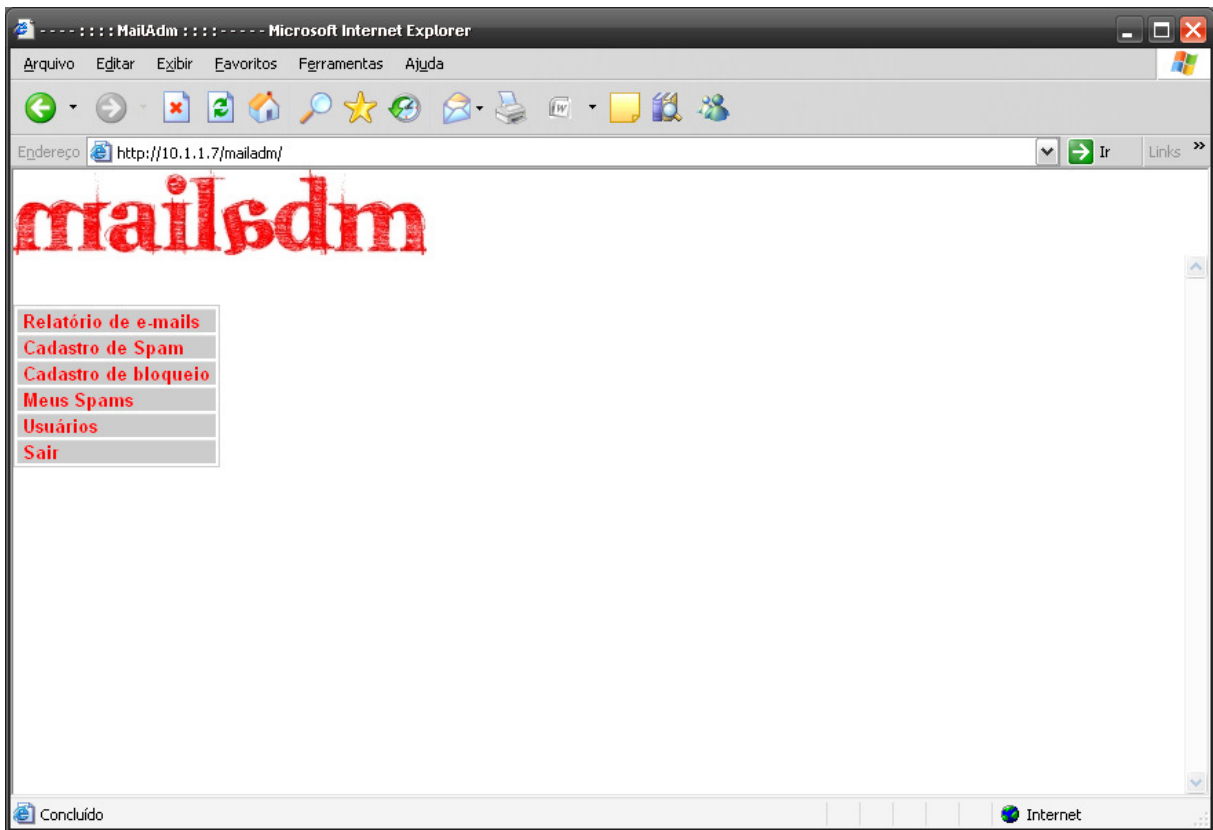 - - - - : : : : MailAdm : : : : - - - - - Microsoft Internet Explorer
Arquivo Editar Exibir Favoritos Ferramentas Ajuda
Endereço http://10.1.1.7/mailadm/ Ir Links »
mailadm
Relatório de e-mails
Cadastro de Spam
Cadastro de bloqueio
Meus Spams
Usuários
Sair
Concluído Internet